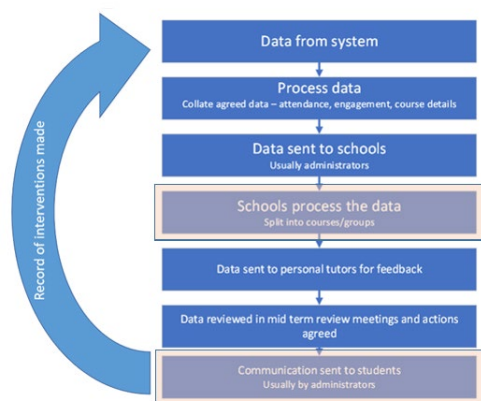 Data from system
Process data
Collate agreed data – attendance, engagement, course details
Data sent to schools
Usually administrators
Schools process the data
Split into courses/groups
Data sent to personal tutors for feedback
Data reviewed in mid term review meetings and actions
agreed
Communication sent to students
Usually by administrators
Record of interventions made